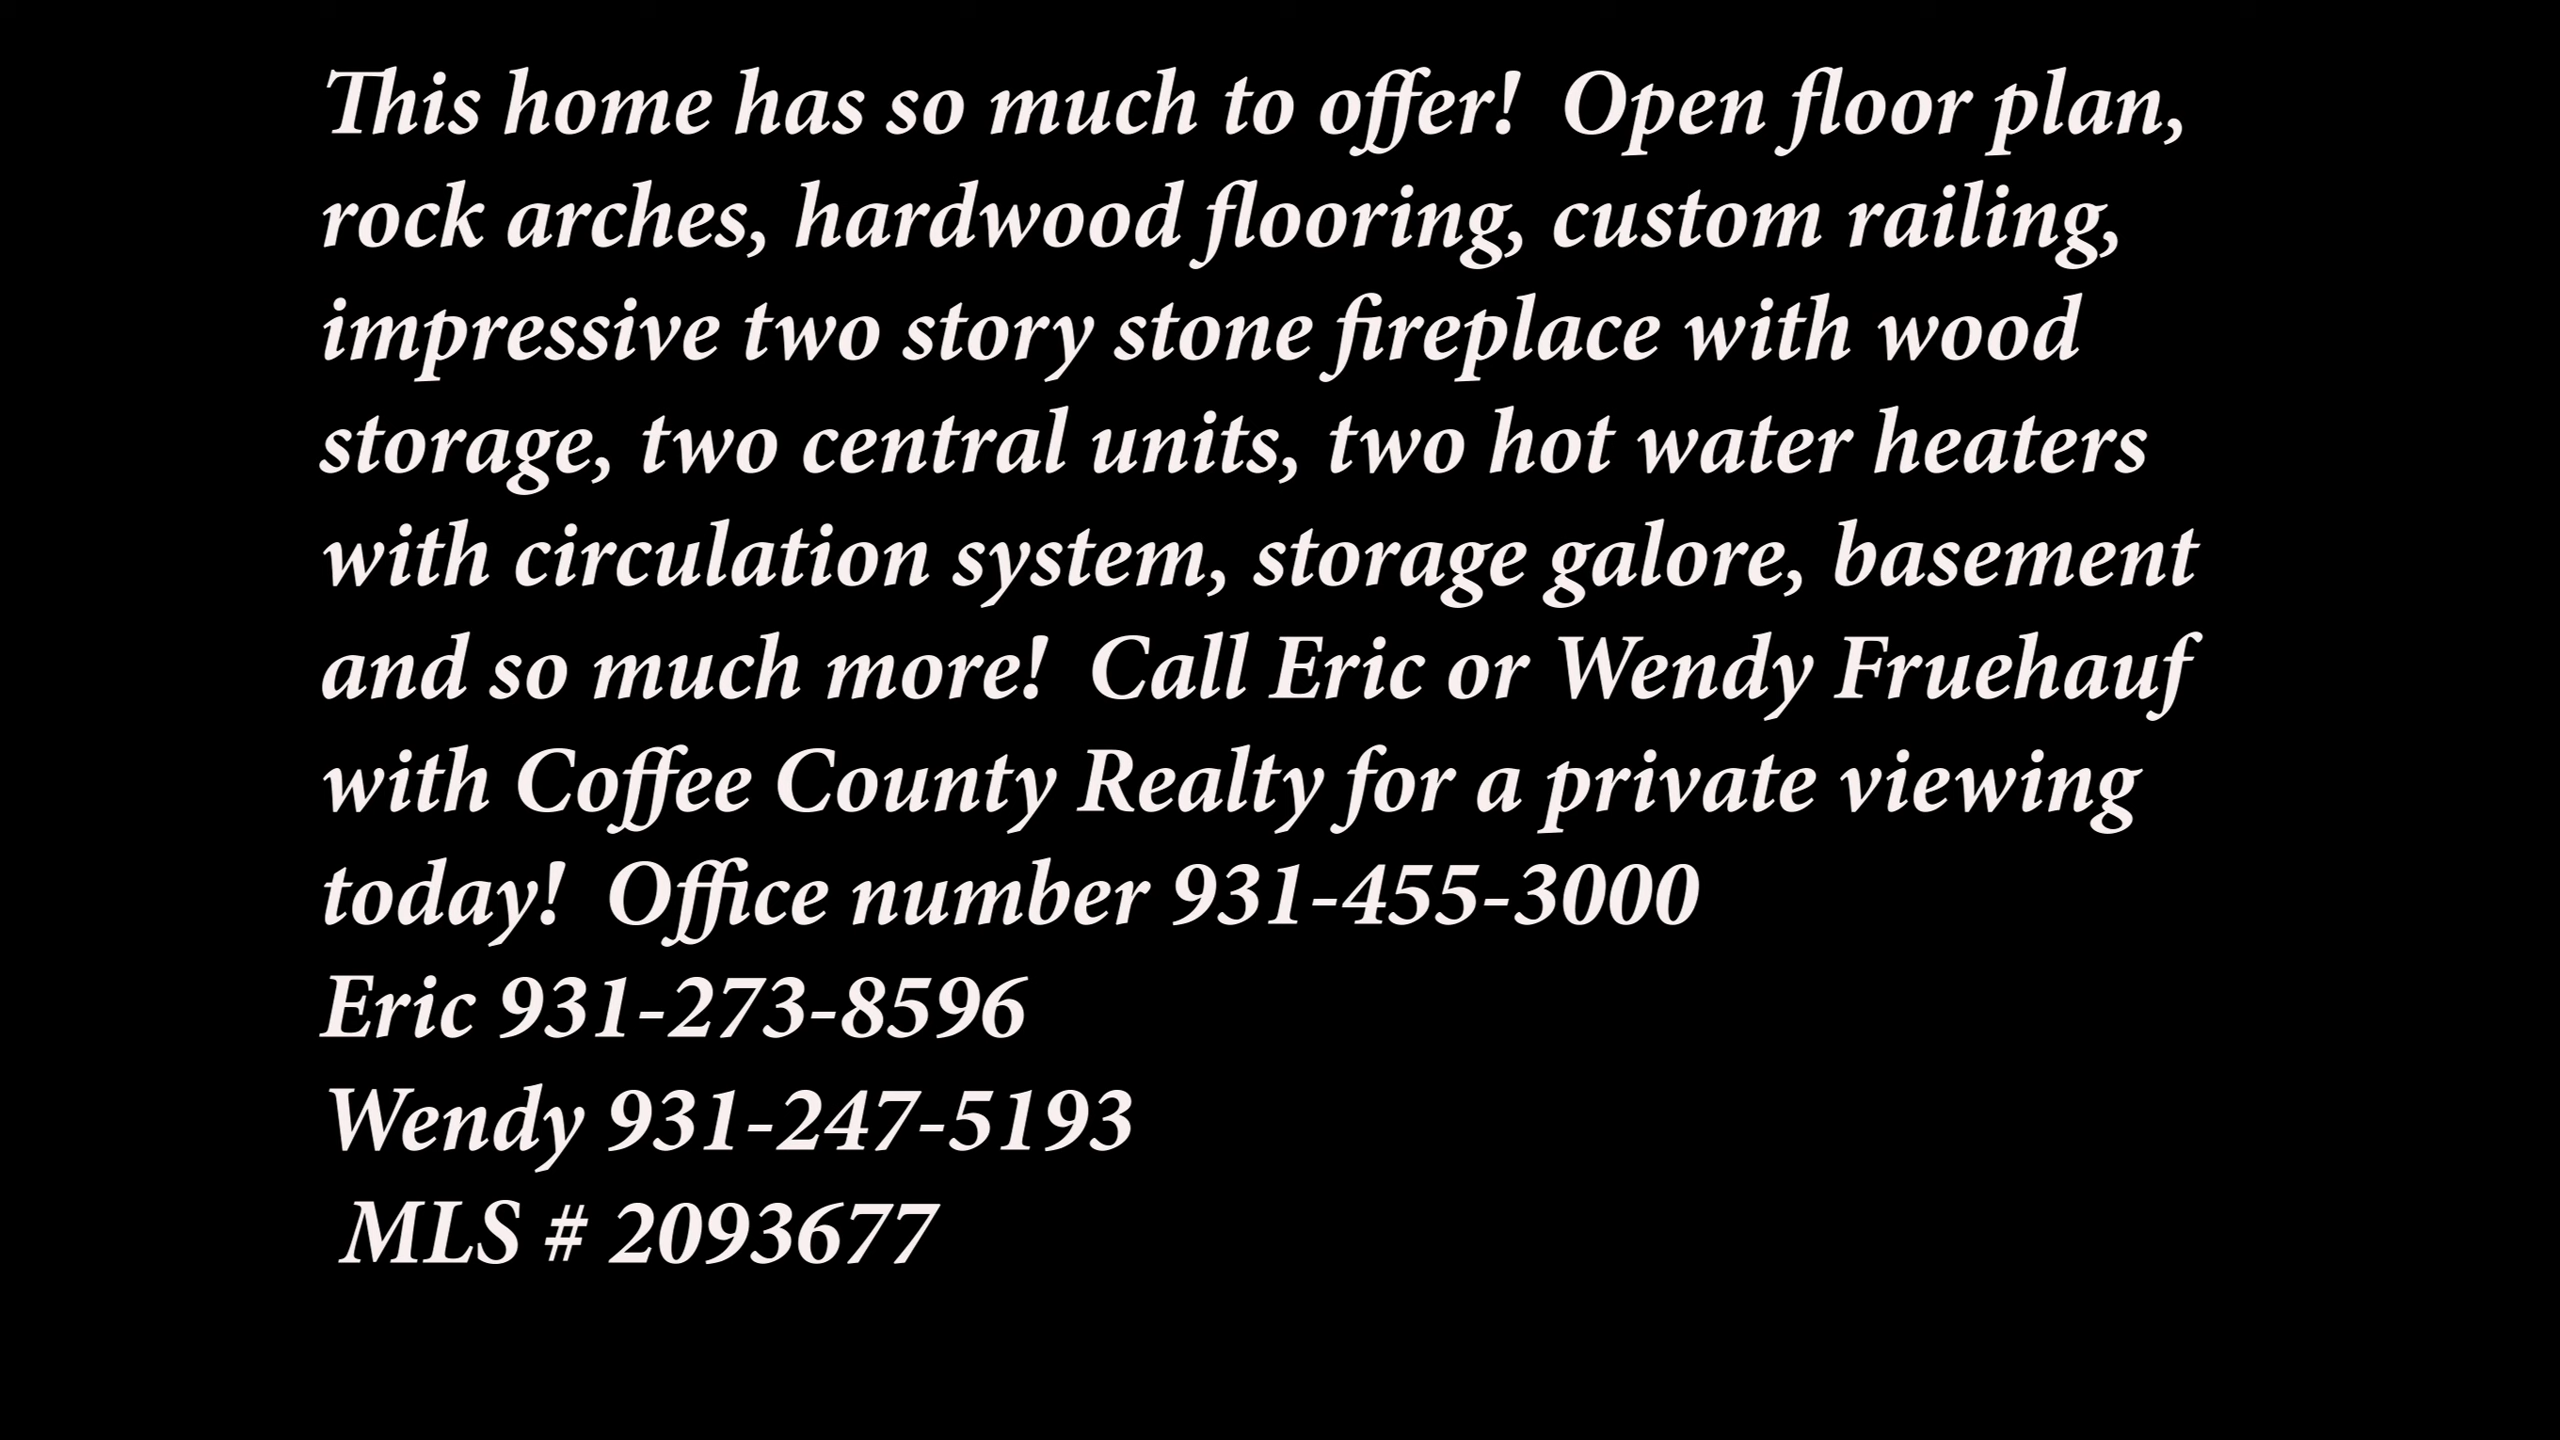 This home has so much to offer!  Open floor plan,
rock arches, hardwood flooring, custom railing,
impressive two story stone fireplace with wood
storage, two central units, two hot water heaters
with circulation system, storage galore, basement
and so much more!  Call Eric or Wendy Fruehauf
with Coffee County Realty for a private viewing
today!  Office number 931-455-3000
Eric 931-273-8596
Wendy 931-247-5193
MLS # 2093677